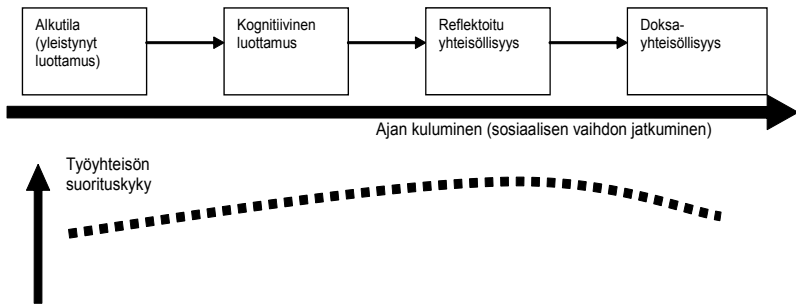 Alkutila
(yleistynyt
luottamus)
Kognitiivinen
luottamus
Reflektoitu
yhteisöllisyys
Doksa-
yhteisöllisyys
Ajan kuluminen (sosiaalisen vaihdon jatkuminen)
Työyhteisön
suorituskyky